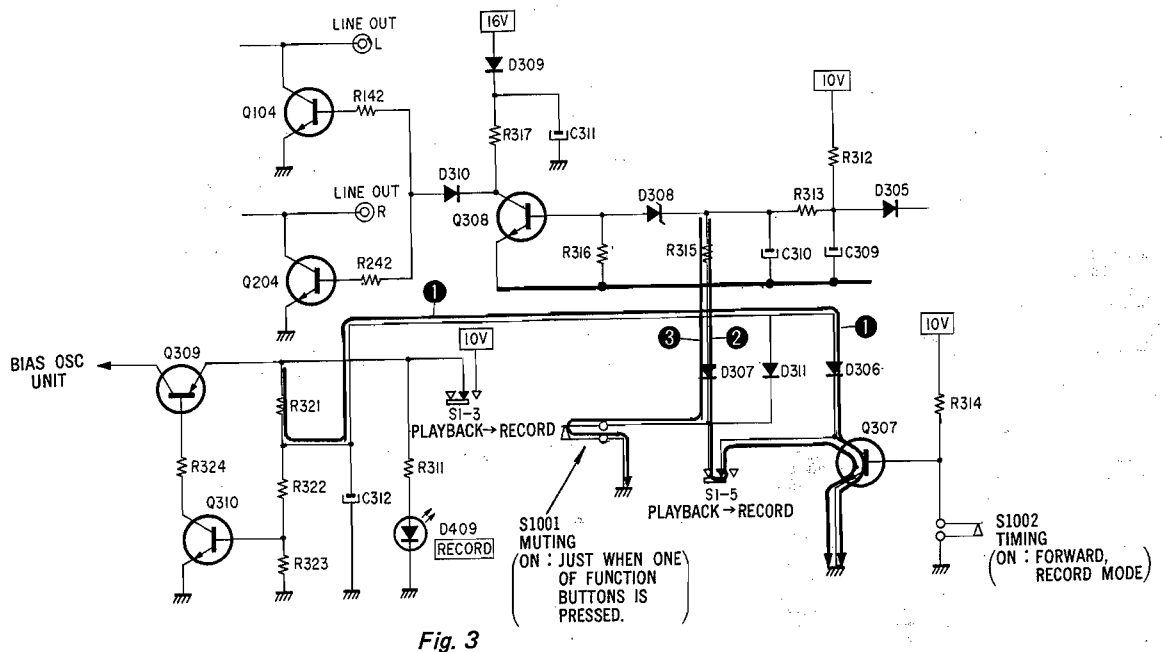 LINE OUT
L
16V
D309
10V
Q104
R142
R317
C311
R312
LINE OUT
R
D310
D308
R313
D305
Q308
R316
R315
C310
C309
Q204
R242
1
10V
3
2
1
10V
BIAS OSC
UNIT
Q309
D307
D311
D306
R321
S1-3
PLAYBACK→RECORD
R314
Q307
R324
R311
R322
C312
Q310
S1-5
PLAYBACK→RECORD
D409
RECORD
R323
S1001
MUTING
(ON : JUST WHEN ONE
OF FUNCTION
BUTTONS IS
PRESSED.)
S1002
TIMING
(ON : FORWARD,
RECORD MODE)
Fig. 3